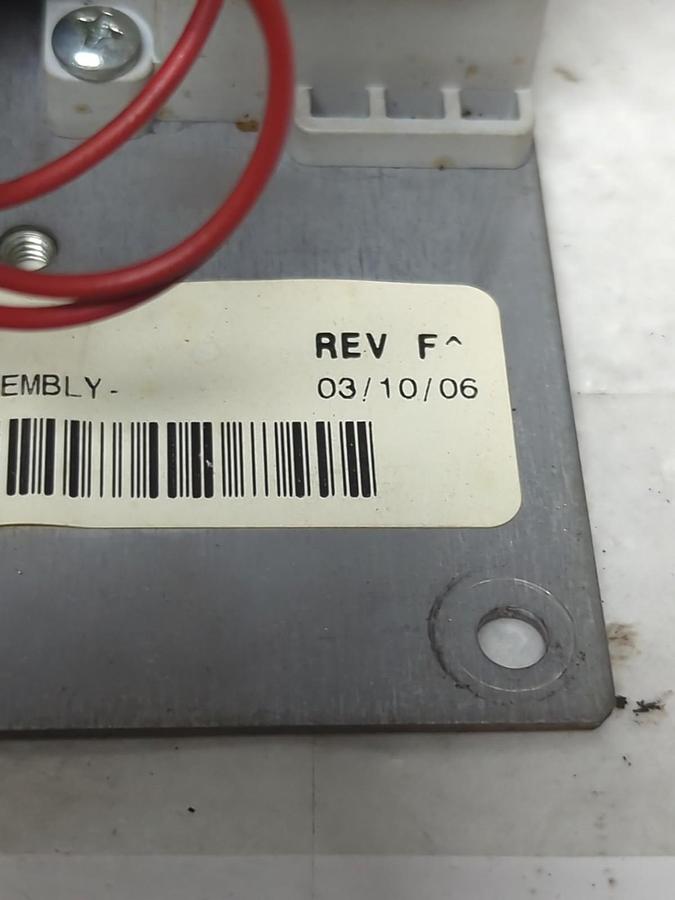 REV F^
EMBLY-
03/10/06